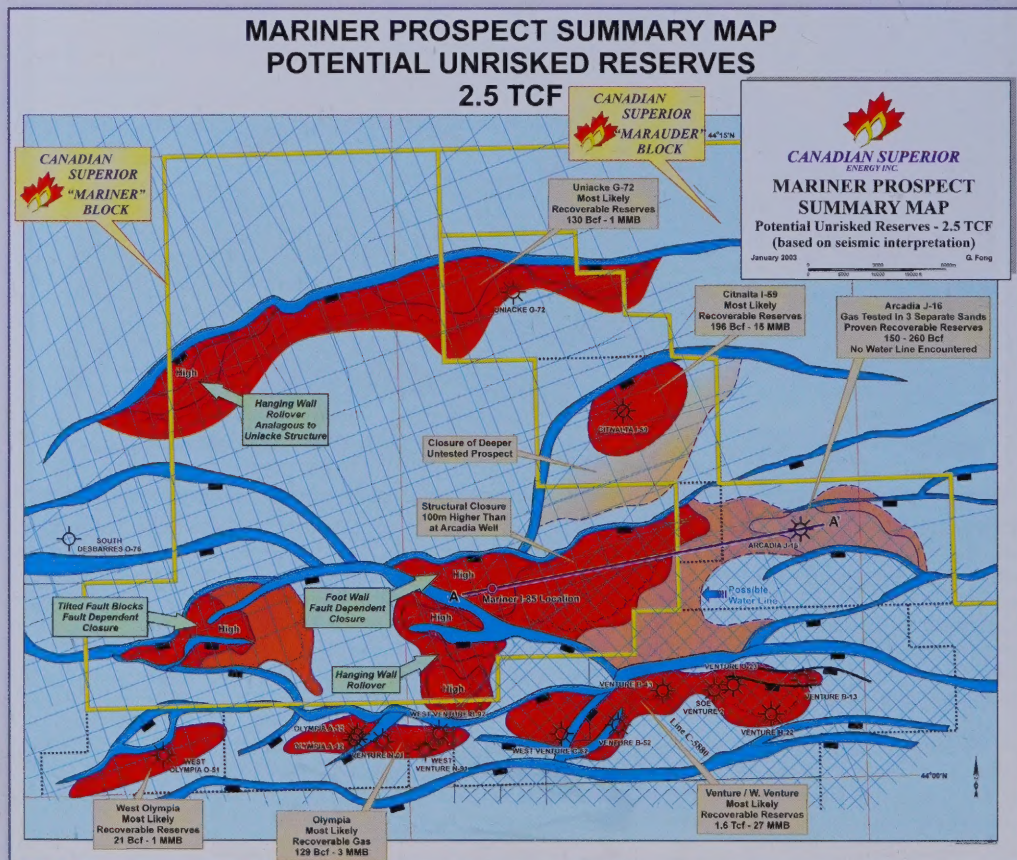 MARINER PROSPECT SUMMARY MAP
POTENTIAL UNRISKED RESERVES
2.5 TCF
CANADIAN
SUPERIOR
"MARINER"
BLOCK
CANADIAN
SUPERIOR
"MARAUDER"
BLOCK
44°15'N
CANADIAN SUPERIOR
ENERGY INC.
MARINER PROSPECT
SUMMARY MAP
Potential Unrisked Reserves - 2.5 TCF
(based on seismic interpretation)
January 2003
G. Fong
Uniacke G-72
Most Likely
Recoverable Reserves
130 Bcf - 1 MMB
UNIACKE G-72
Citnalta I-59
Most Likely
Recoverable Reserves
196 Bcf - 15 MMB
Arcadia J-16
Gas Tested In 3 Separate Sands
Proven Recoverable Reserves
150 - 260 Bcf
No Water Line Encountered
High
Hanging Wall
Rollover
Analagous to
Uniacke Structure
CITNALTA I-59
Closure of Deeper
Untested Prospect
Structural Closure
100m Higher Than
at Arcadia Well
A'
ARCADIA J-16
SOUTH
DESBARRES O-76
High
A
Mariner I-85 Location
Possible
Water Line
Tilted Fault Blocks
Fault Dependent
Closure
High
Foot Wall
Fault Dependent
Closure
High
Hanging Wall
Rollover
High
VENTURE B-43
SOE
VENTURE B-13
WEST VENTURE C-62
VENTURE B-52
VENTURE H-22
Line C-5880
OLYMPIA A-12
WEST
VENTURE N-91
WEST
OLYMPIA O-51
44°00'N
West Olympia
Most Likely
Recoverable Reserves
21 Bcf - 1 MMB
Olympia
Most Likely
Recoverable Gas
129 Bcf - 3 MMB
Venture / W. Venture
Most Likely
Recoverable Reserves
1.6 Tcf - 27 MMB